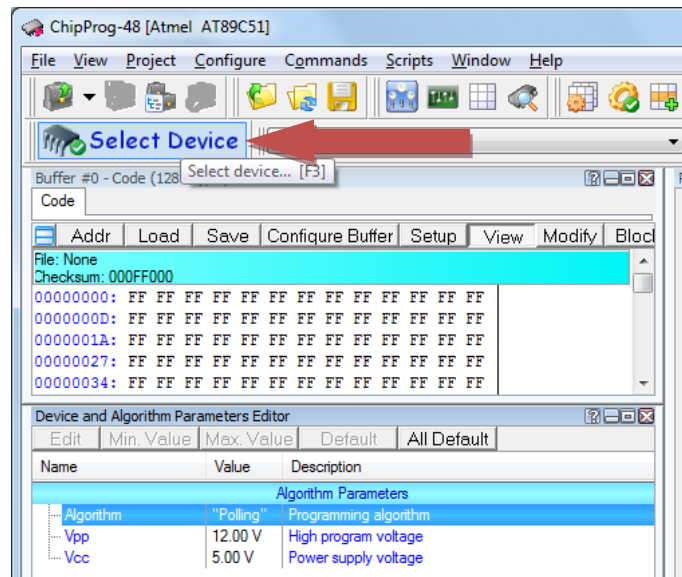 ChipProg-48 [Atmel AT89C51]
File View Project Configure Commands Scripts Window Help
Select Device
Select device... [F3]
Buffer #0 - Code (128
Code
Addr Load Save Configure Buffer Setup View Modify Block
File: None
Checksum: 000FF000
00000000: FF FF FF FF FF FF FF FF FF FF FF FF FF
0000000D: FF FF FF FF FF FF FF FF FF FF FF FF FF
0000001A: FF FF FF FF FF FF FF FF FF FF FF FF FF
00000027: FF FF FF FF FF FF FF FF FF FF FF FF FF
00000034: FF FF FF FF FF FF FF FF FF FF FF FF FF
Device and Algorithm Parameters Editor
Edit Min. Value Max. Value Default All Default
Name Value Description
Algorithm Parameters
Algorithm "Polling" Programming algorithm
Vpp 12.00 V High program voltage
Vcc 5.00 V Power supply voltage